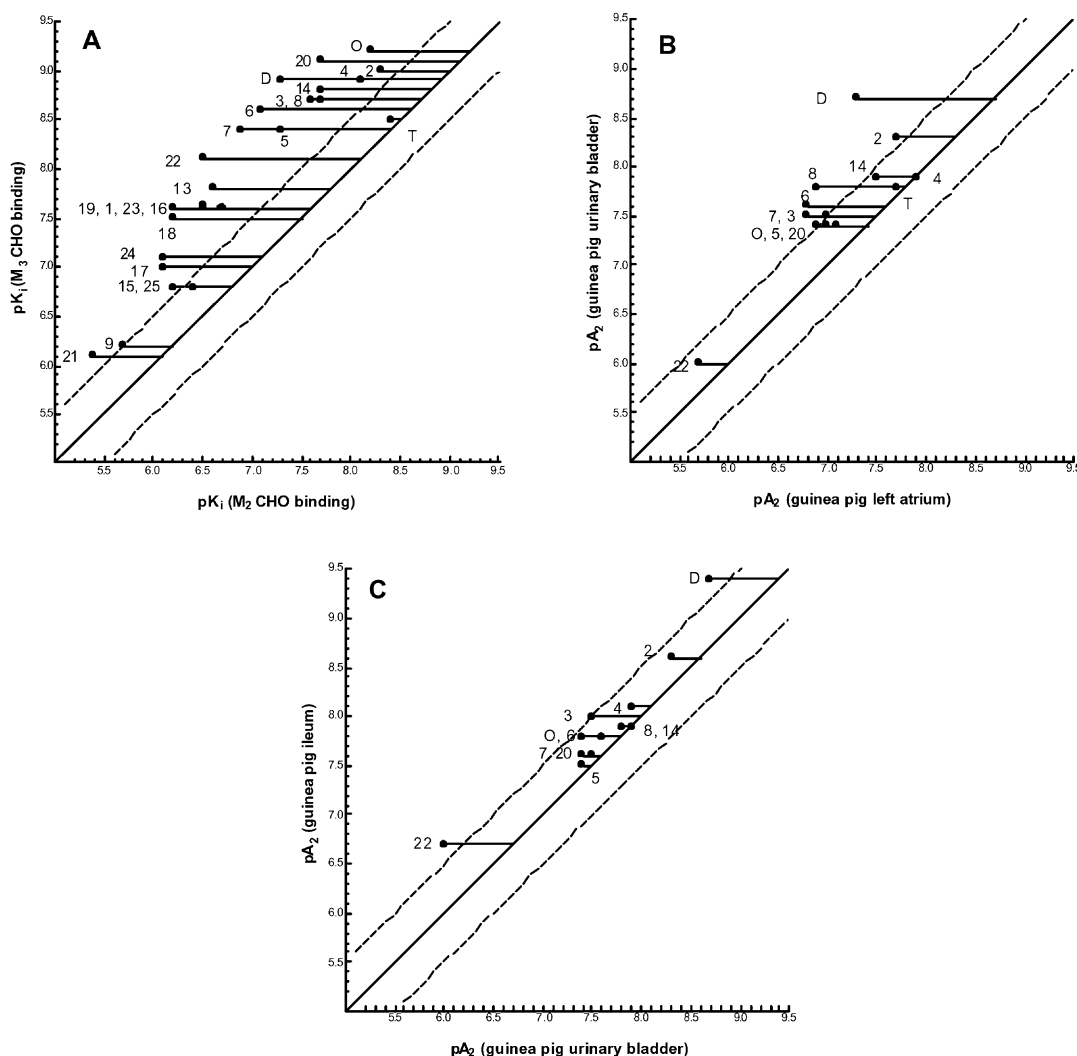 A
9.5
9.0
8.5
8.0
7.5
7.0
6.5
6.0
5.5
O
20
4 2
D
14
3, 8
6
T
7
5
22
13
19, 1, 23, 16
18
24
17
15, 25
9
21
5.5 6.0 6.5 7.0 7.5 8.0 8.5 9.0 9.5
pKi (M3 CHO binding)
pKi (M2 CHO binding)
B
9.5
9.0
8.5
8.0
7.5
7.0
6.5
6.0
5.5
D
2
14
4
8
6
T
7, 3
O, 5, 20
22
5.5 6.0 6.5 7.0 7.5 8.0 8.5 9.0 9.5
pA2 (guinea pig urinary bladder)
pA2 (guinea pig left atrium)
C
9.5
9.0
8.5
8.0
7.5
7.0
6.5
6.0
5.5
D
2
4
3
8, 14
O, 6
7, 20
5
22
5.5 6.0 6.5 7.0 7.5 8.0 8.5 9.0 9.5
pA2 (guinea pig ileum)
pA2 (guinea pig urinary bladder)